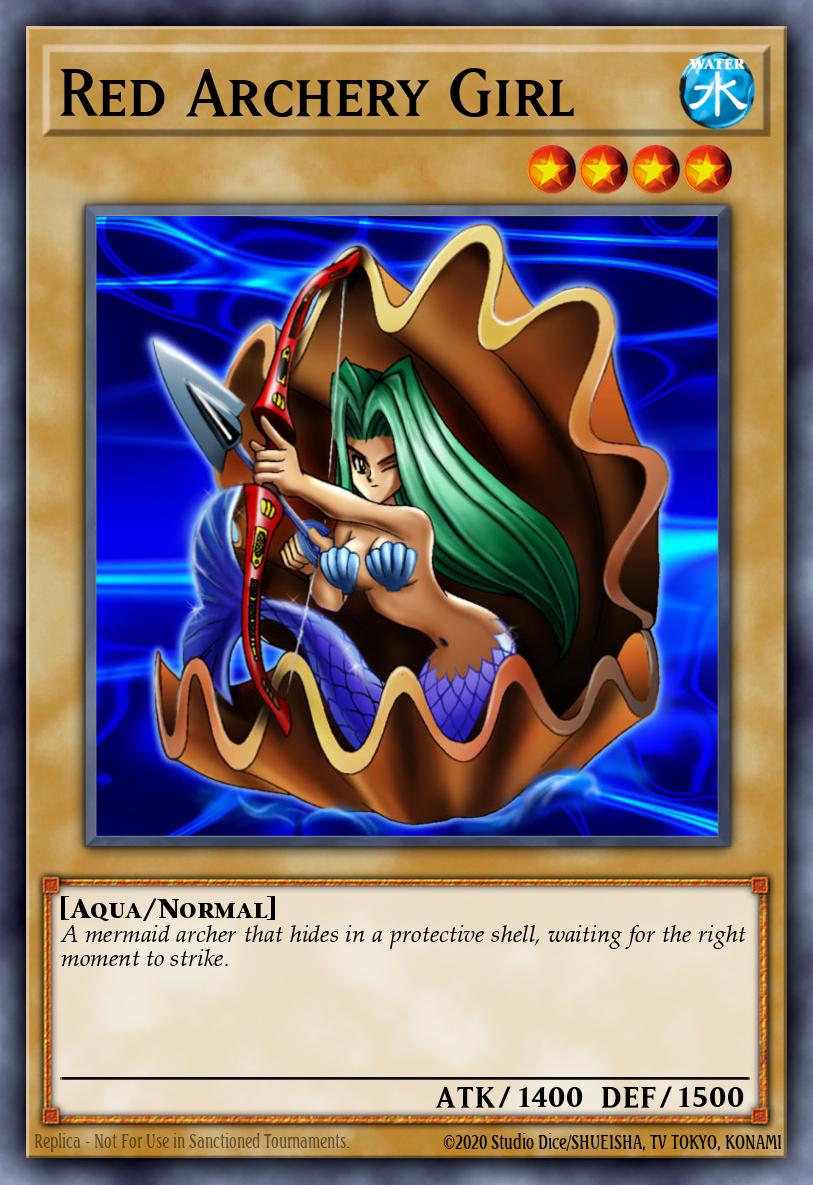 Red Archery Girl
WATER
水
[Aqua/Normal]
A mermaid archer that hides in a protective shell, waiting for the right
moment to strike.
ATK/1400 DEF/1500
Replica - Not For Use in Sanctioned Tournaments.
©2020 Studio Dice/SHUEISHA, TV TOKYO, KONAMI